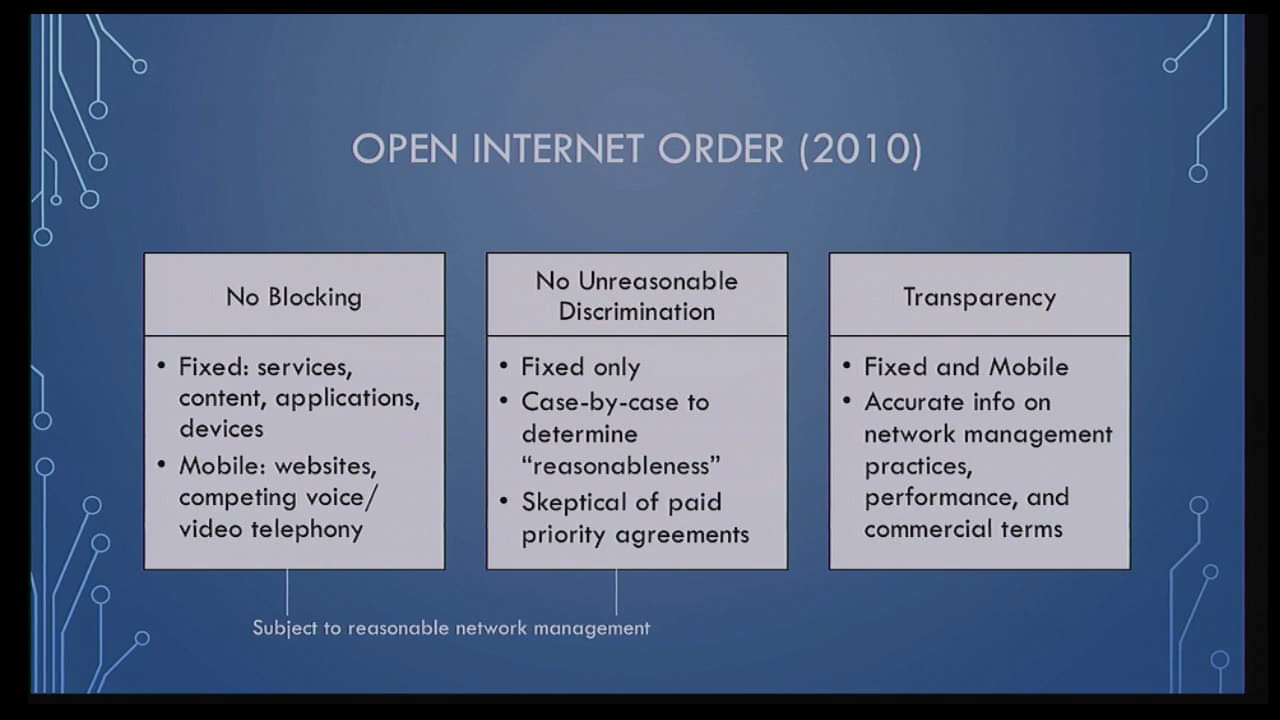 OPEN INTERNET ORDER (2010)
No Blocking
• Fixed: services,
content, applications,
devices
• Mobile: websites,
competing voice/
video telephony
No Unreasonable
Discrimination
• Fixed only
• Case-by-case to
determine
“reasonableness”
• Skeptical of paid
priority agreements
Transparency
• Fixed and Mobile
• Accurate info on
network management
practices,
performance, and
commercial terms
Subject to reasonable network management